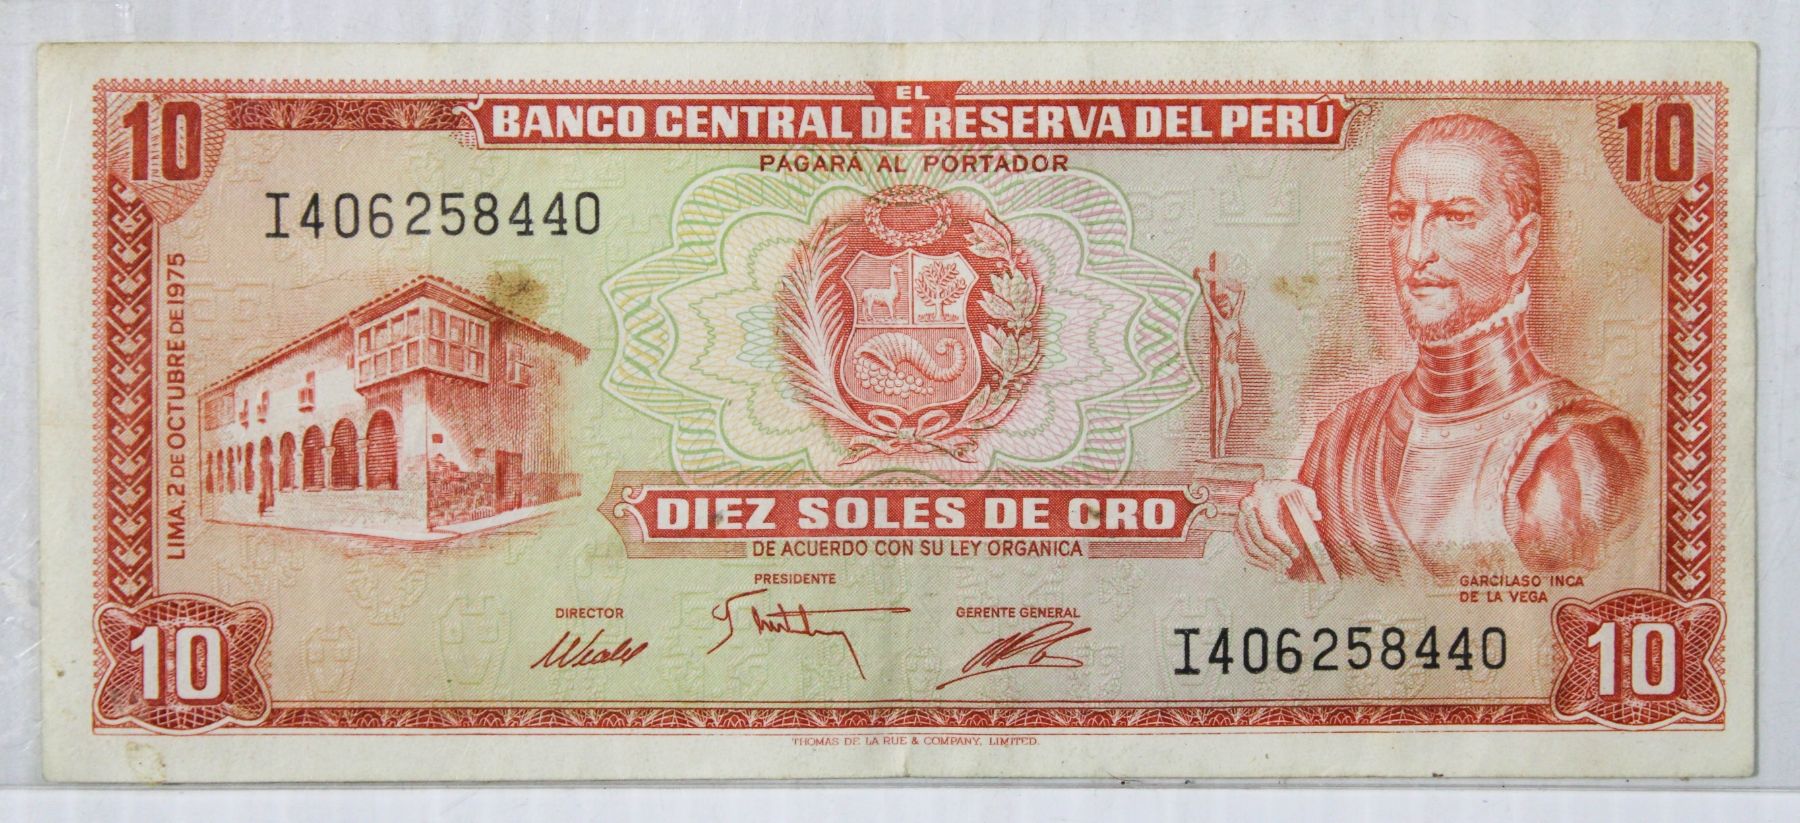 EL
BANCO CENTRAL DE RESERVA DEL PERÚ
PAGARÁ AL PORTADOR
10
10
I406258440
LIMA, 2 DE OCTUBRE DE 1975
DIEZ SOLES DE ORO
DE ACUERDO CON SU LEY ORGANICA
PRESIDENTE
DIRECTOR
GERENTE GENERAL
GARCILASO INCA
DE LA VEGA
I406258440
10
10
THOMAS DE LA RUE & COMPANY, LIMITED.